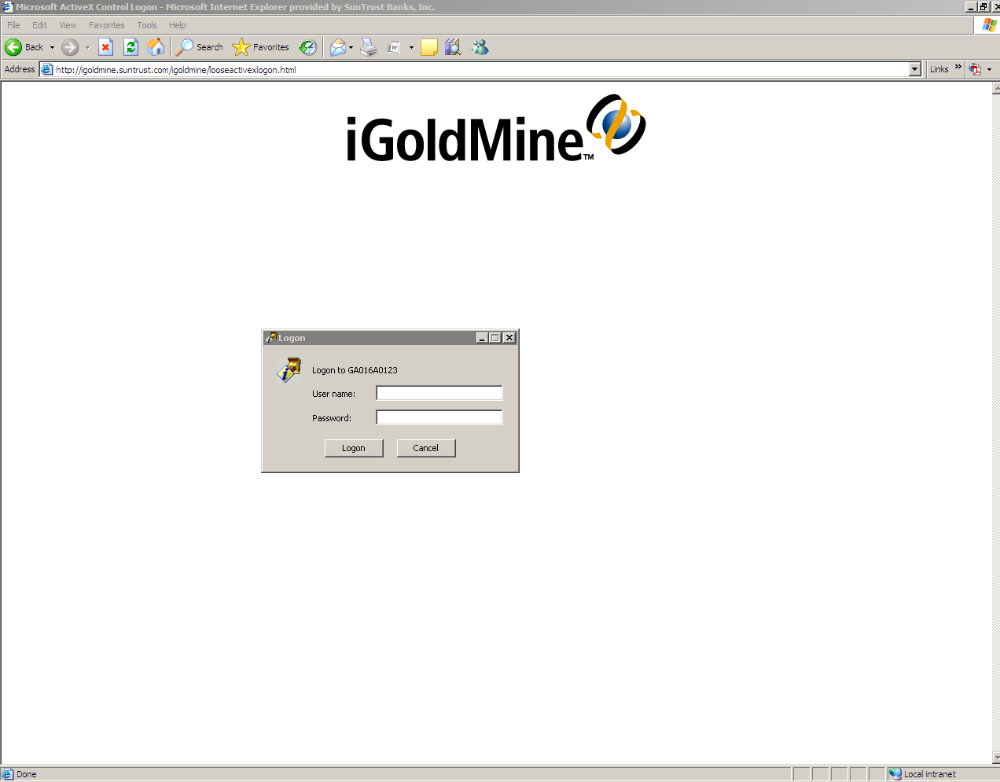 Microsoft ActiveX Control Logon - Microsoft Internet Explorer provided by SunTrust Banks, Inc.
File Edit View Favorites Tools Help
Back Search Favorites
Address http://igoldmine.suntrust.com/igoldmine/looseactivexlogon.html Links »
iGoldMine™
Logon
Logon to GA016A0123
User name:
Password:
Logon Cancel
Done Local intranet